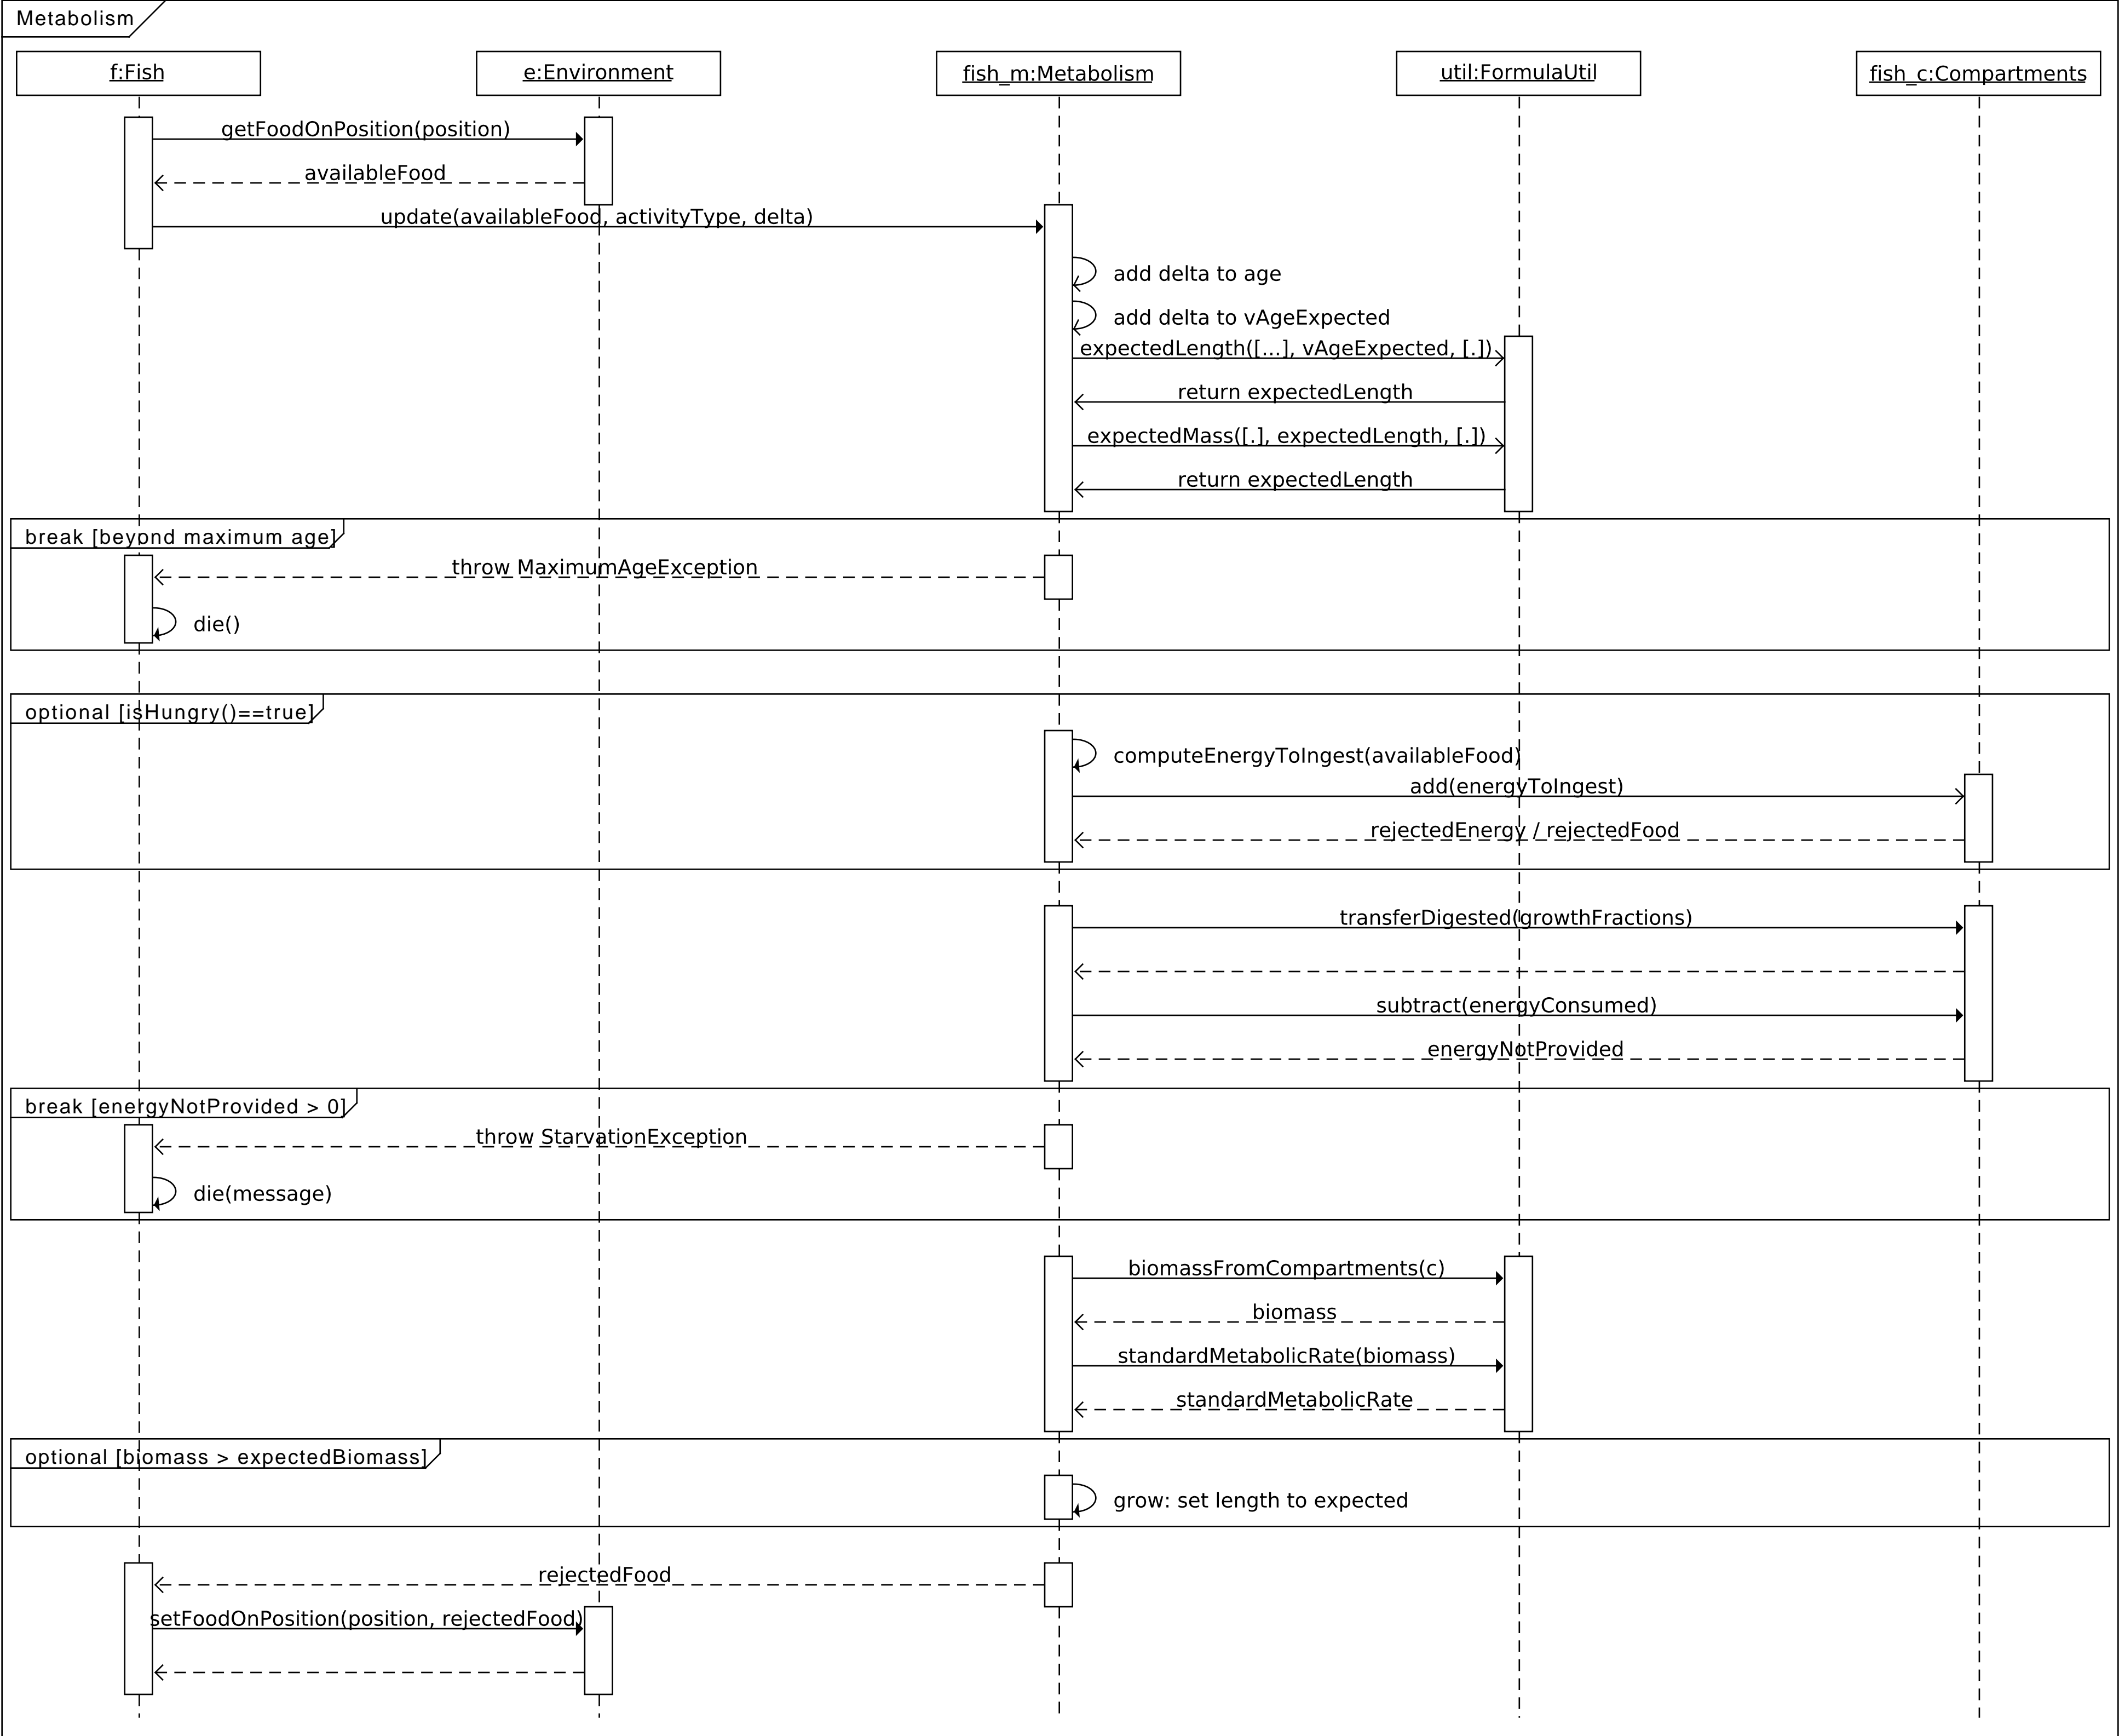 Metabolism
f:Fish
e:Environment
fish_m:Metabolism
util:FormulaUtil
fish_c:Compartments
getFoodOnPosition(position)
availableFood
update(availableFood, activityType, delta)
add delta to age
add delta to vAgeExpected
expectedLength([...], vAgeExpected, [.])
return expectedLength
expectedMass([.], expectedLength, [.])
return expectedLength
break [beyond maximum age]
throw MaximumAgeException
die()
optional [isHungry()==true]
computeEnergyToIngest(availableFood)
add(energyToIngest)
rejectedEnergy / rejectedFood
transferDigested(growthFractions)
subtract(energyConsumed)
energyNotProvided
break [energyNotProvided > 0]
throw StarvationException
die(message)
biomassFromCompartments(c)
biomass
standardMetabolicRate(biomass)
standardMetabolicRate
optional [biomass > expectedBiomass]
grow: set length to expected
rejectedFood
setFoodOnPosition(position, rejectedFood)